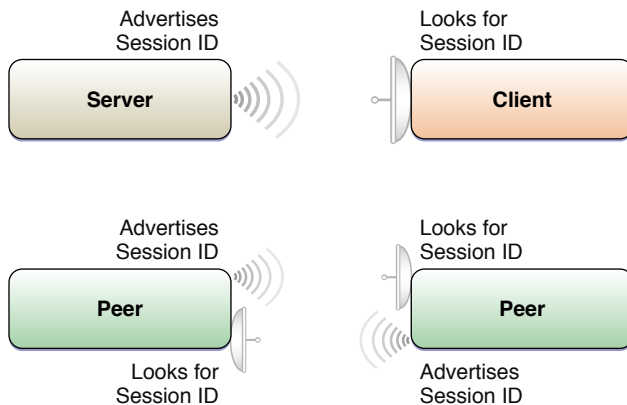 Advertises
Session ID
Looks for
Session ID
Server
Client
Advertises
Session ID
Looks for
Session ID
Peer
Peer
Looks for
Session ID
Advertises
Session ID